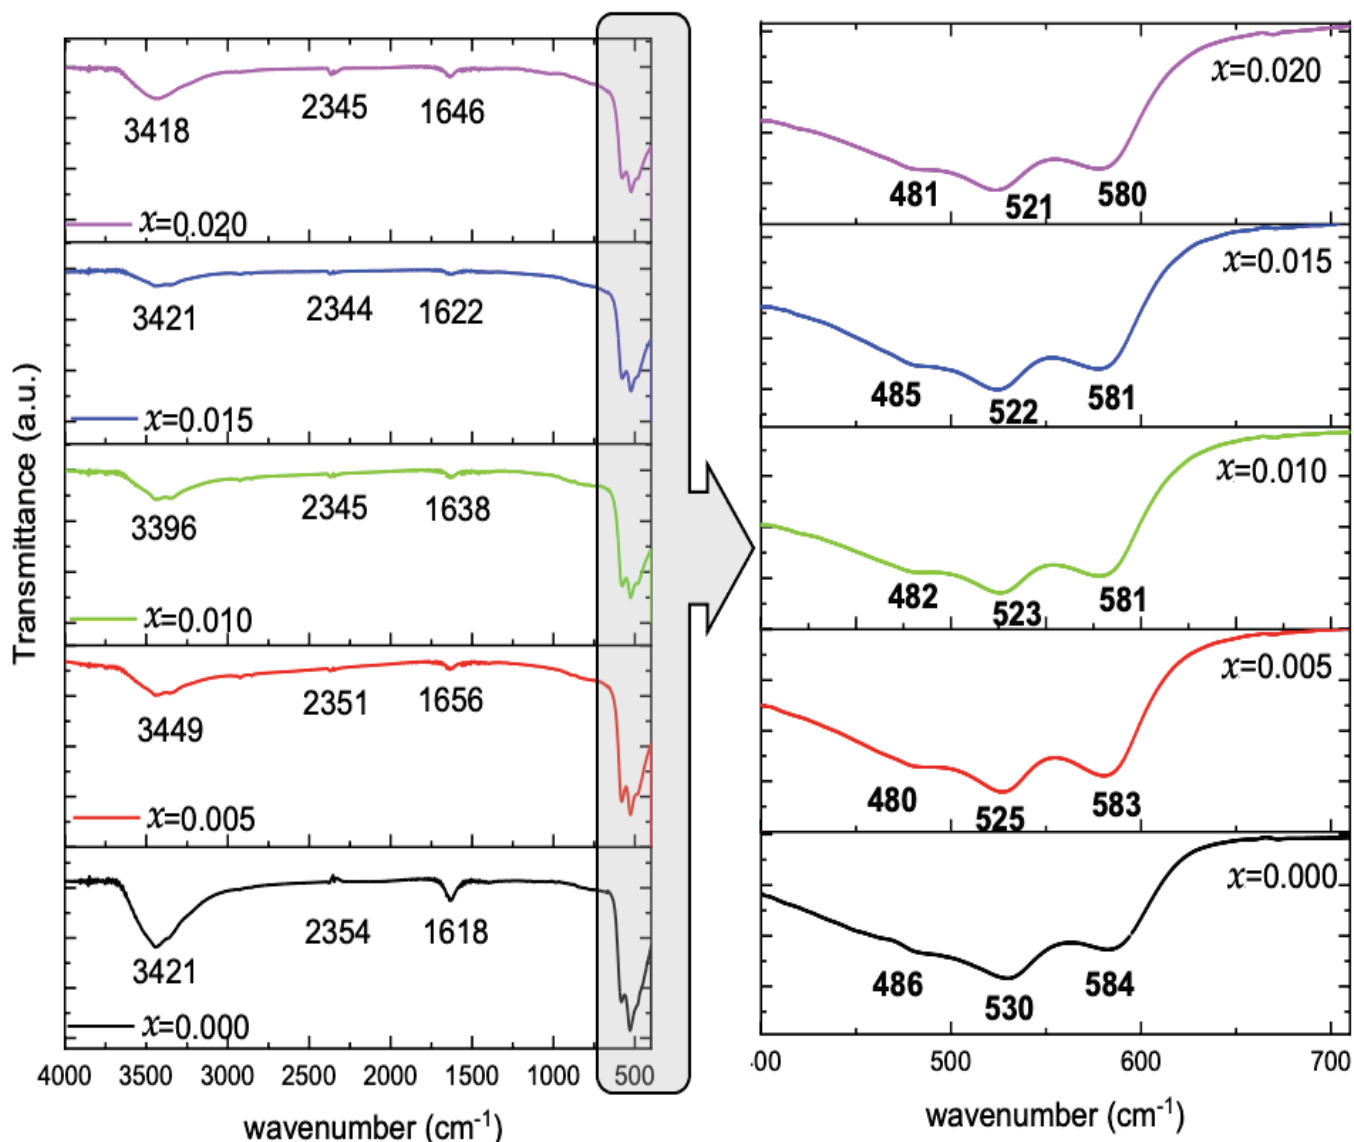 Transmittance (a.u.)
3418
2345
1646
x=0.020
3421
2344
1622
x=0.015
3396
2345
1638
x=0.010
3449
2351
1656
x=0.005
3421
2354
1618
x=0.000
4000 3500 3000 2500 2000 1500 1000 500
wavenumber (cm-1)
x=0.020
481
521
580
x=0.015
485
522
581
x=0.010
482
523
581
x=0.005
480
525
583
x=0.000
486
530
584
00 500 600 700
wavenumber (cm-1)